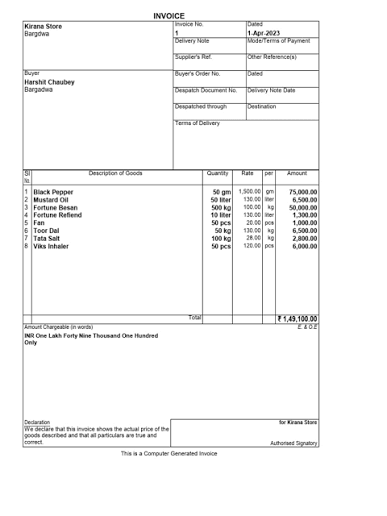 INVOICE
Kirana Store
Bargdwa
Invoice No.
1
Dated
1-Apr-2023
Delivery Note
Mode/Terms of Payment
Supplier's Ref.
Other Reference(s)
Buyer
Harshit Chaubey
Bargadwa
Buyer's Order No.
Dated
Despatch Document No.
Delivery Note Date
Despatched through
Destination
Terms of Delivery
Sl No. Description of Goods Quantity Rate per Amount
1 Black Pepper 50 gm 1,500.00 gm 75,000.00
2 Mustard Oil 50 liter 130.00 liter 6,500.00
3 Fortune Besan 500 kg 100.00 kg 50,000.00
4 Fortune Refiend 10 liter 130.00 liter 1,300.00
5 Fan 50 pcs 20.00 pcs 1,000.00
6 Toor Dal 50 kg 130.00 kg 6,500.00
7 Tata Salt 100 kg 28.00 kg 2,800.00
8 Viks Inhaler 50 pcs 120.00 pcs 6,000.00
Total ₹ 1,49,100.00
Amount Chargeable (in words) E. & O.E
INR One Lakh Forty Nine Thousand One Hundred
Only
Declaration
We declare that this invoice shows the actual price of the
goods described and that all particulars are true and
correct.
for Kirana Store
Authorised Signatory
This is a Computer Generated Invoice